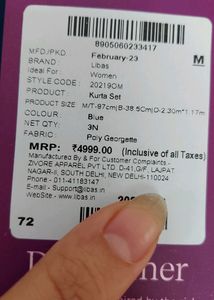 8905060233417
M
MFD/PKD : February-23
BRAND : Libas
Ideal For : Women
STYLE CODE : 20219OM
PRODUCT : Kurta Set
PRODUCT SIZE : M/T-97cm|B-38.5cm|D-2.30m*1.17m
COLOUR : Blue
NET QTY : 3N
FABRIC : Poly Georgette
MRP: ₹4999.00 (Inclusive of all Taxes)
Manufactured By & For Customer Complaints -
ZIVORE APPAREL PVT LTD. D-41,G/F, LAJPAT
NAGAR-II, SOUTH DELHI, NEW DELHI-110024
Phone - 011-41183147
E-mail - Support@libas.in
Website - www.libas.in
72